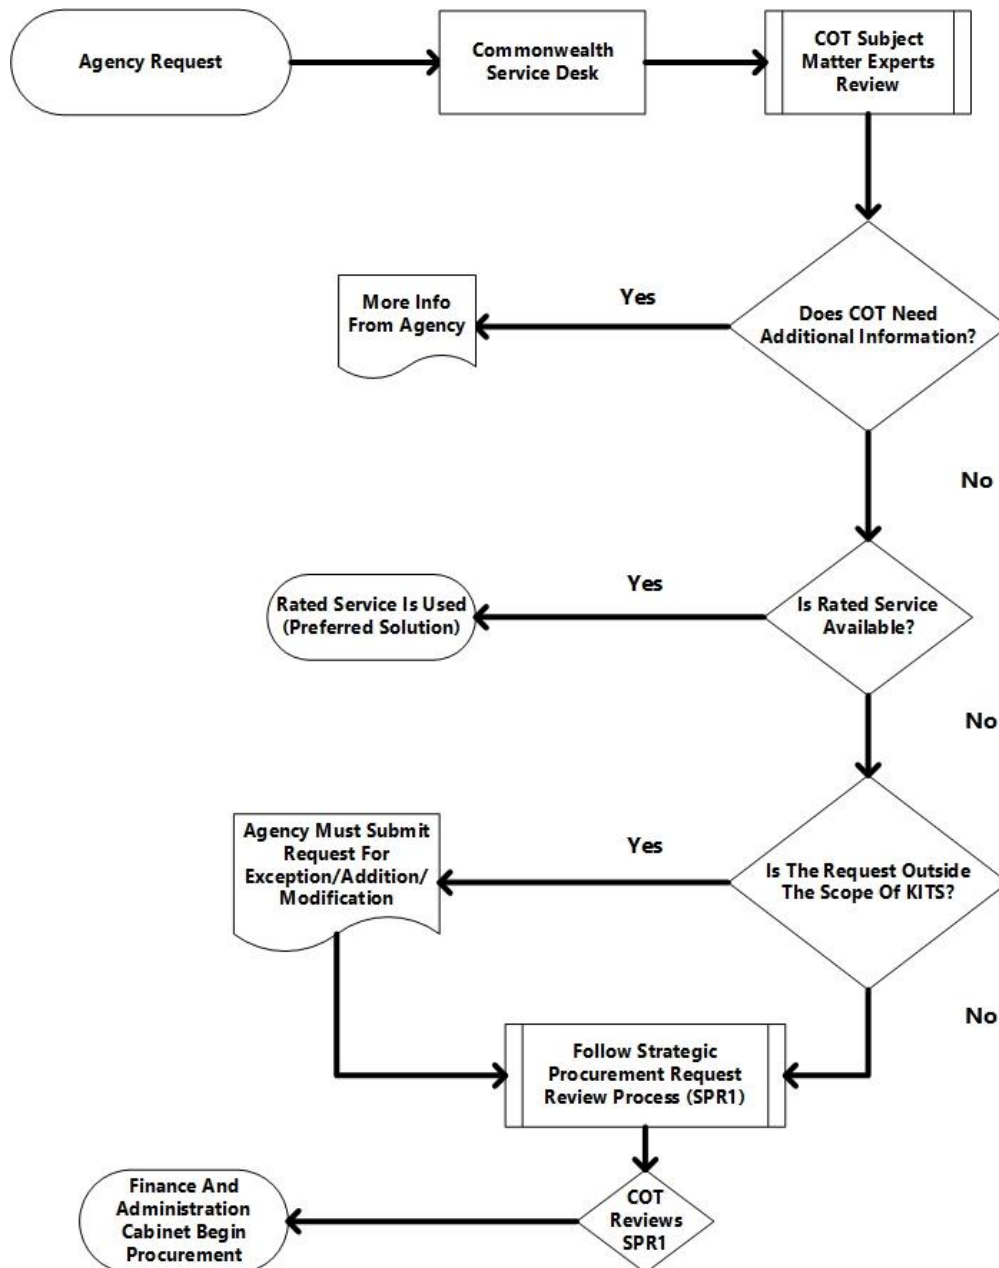 Agency Request
Commonwealth
Service Desk
COT Subject
Matter Experts
Review
Does COT Need
Additional Information?
Yes
More Info
From Agency
No
Is Rated Service
Available?
Yes
Rated Service Is Used
(Preferred Solution)
No
Is The Request Outside
The Scope Of KITS?
Yes
Agency Must Submit
Request For
Exception/Addition/
Modification
No
Follow Strategic
Procurement Request
Review Process (SPR1)
COT
Reviews
SPR1
Finance And
Administration
Cabinet Begin
Procurement